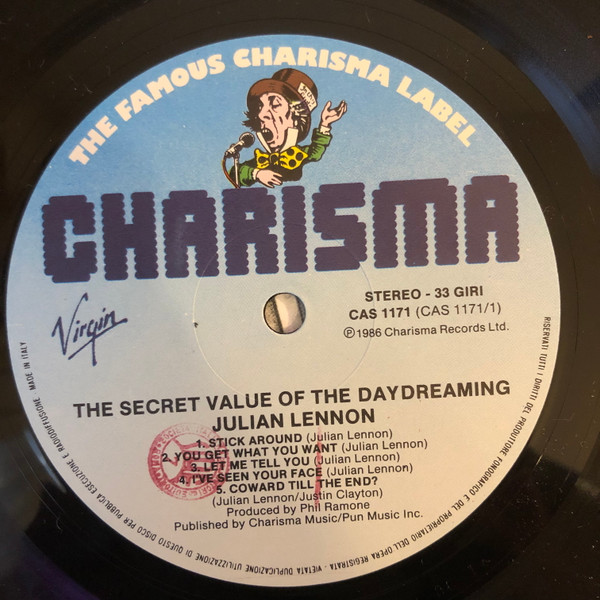 THE FAMOUS CHARISMA LABEL
CHARISMA
Virgin
STEREO - 33 GIRI
CAS 1171 (CAS 1171/1)
℗ 1986 Charisma Records Ltd.
THE SECRET VALUE OF THE DAYDREAMING
JULIAN LENNON
1. STICK AROUND (Julian Lennon)
2. YOU GET WHAT YOU WANT (Julian Lennon)
3. LET ME TELL YOU (Julian Lennon)
4. I'VE SEEN YOUR FACE (Julian Lennon)
5. COWARD TILL THE END?
(Julian Lennon/Justin Clayton)
Produced by Phil Ramone
Published by Charisma Music/Pun Music Inc.
RISERVATI TUTTI I DIRITTI DEL PRODUTTORE FONOGRAFICO E DEL PROPRIETARIO DELL'OPERA REGISTRATA - VIETATA DUPLICAZIONE UTILIZZAZIONE DI QUESTO DISCO PER PUBBLICA ESECUZIONE E RADIODIFFUSIONE. MADE IN ITALY